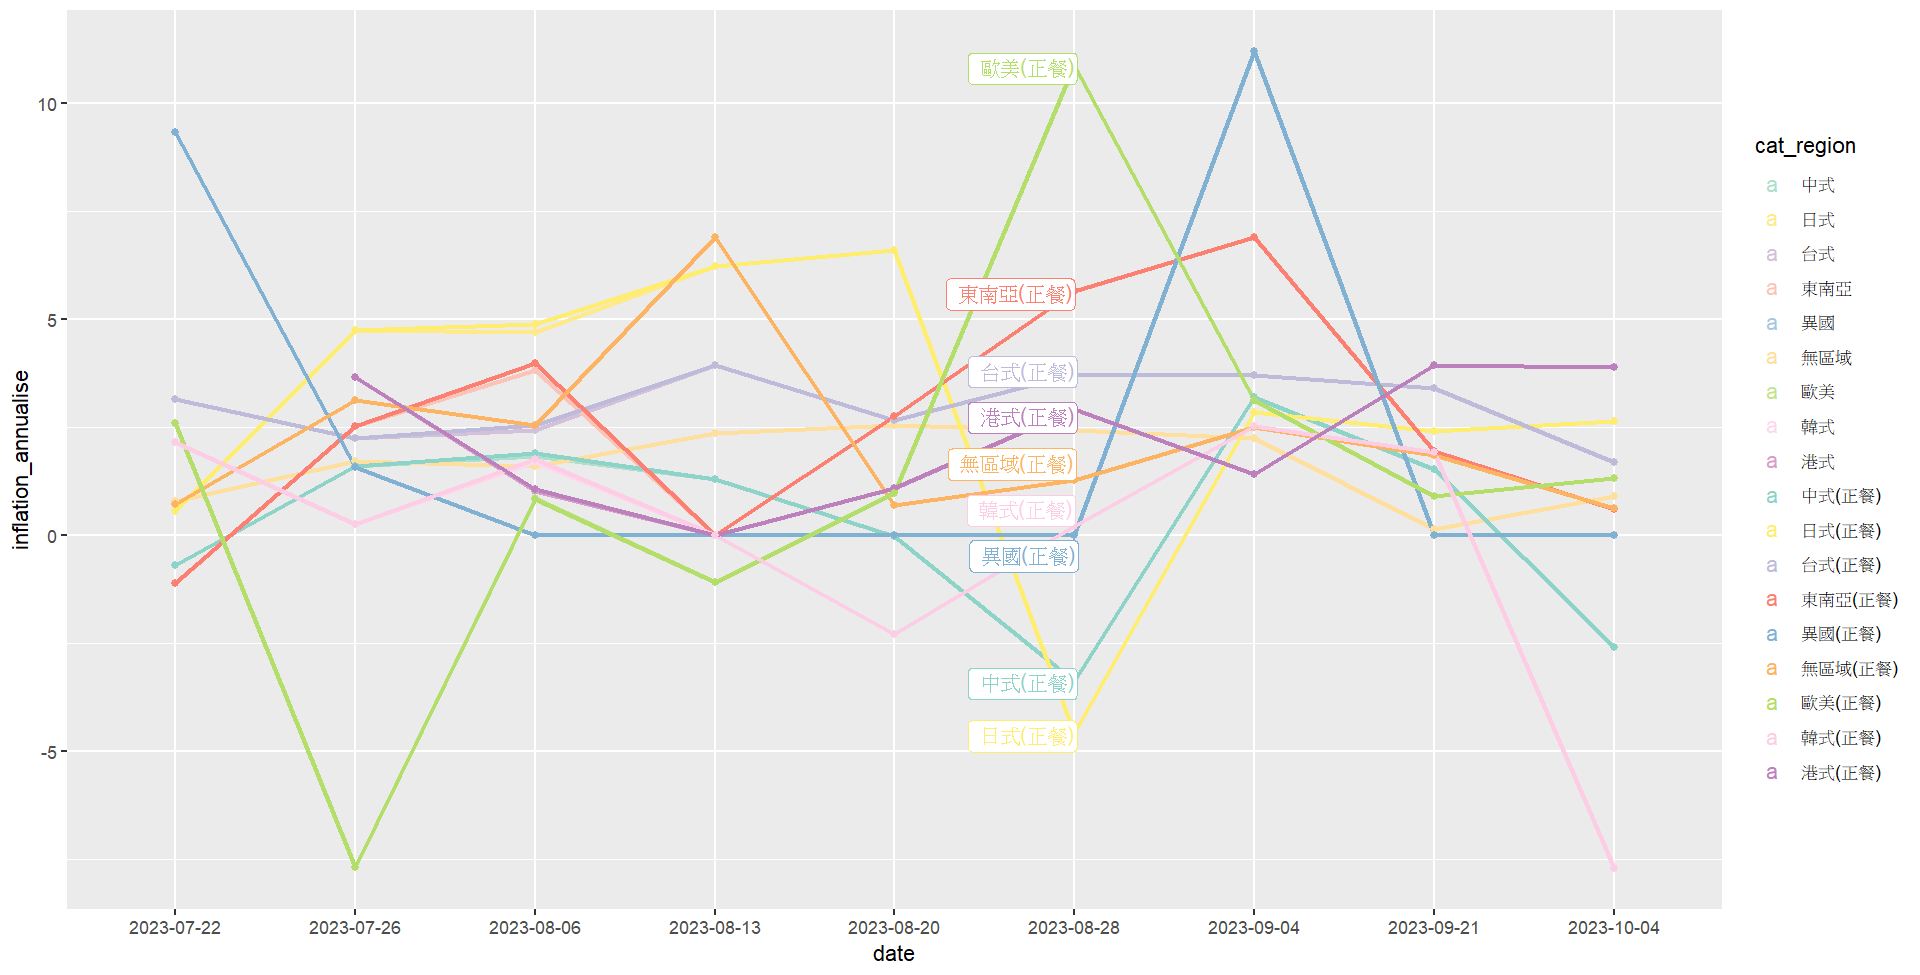 inflation_annualise
10
5
0
-5
歐美(正餐)
東南亞(正餐)
台式(正餐)
港式(正餐)
無區域(正餐)
韓式(正餐)
異國(正餐)
中式(正餐)
日式(正餐)
2023-07-22 2023-07-26 2023-08-06 2023-08-13 2023-08-20 2023-08-28 2023-09-04 2023-09-21 2023-10-04
date
cat_region
a 中式
a 日式
a 台式
a 東南亞
a 異國
a 無區域
a 歐美
a 韓式
a 港式
a 中式(正餐)
a 日式(正餐)
a 台式(正餐)
a 東南亞(正餐)
a 異國(正餐)
a 無區域(正餐)
a 歐美(正餐)
a 韓式(正餐)
a 港式(正餐)